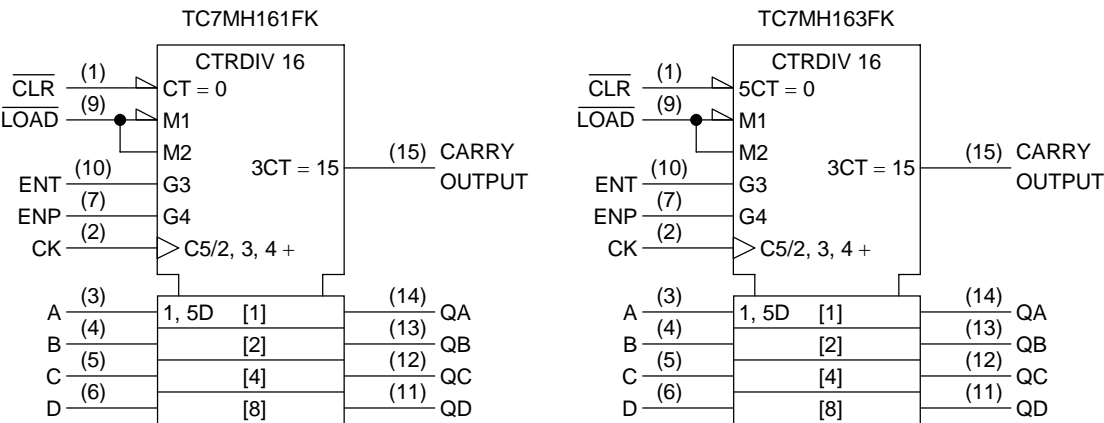 TC7MH161FK
CTRDIV 16
CLR (1) CT = 0
LOAD (9) M1
M2
3CT = 15 (15) CARRY OUTPUT
ENT (10) G3
ENP (7) G4
CK (2) C5/2, 3, 4 +
A (3) 1, 5D [1] (14) QA
B (4) [2] (13) QB
C (5) [4] (12) QC
D (6) [8] (11) QD
TC7MH163FK
CTRDIV 16
CLR (1) 5CT = 0
LOAD (9) M1
M2
3CT = 15 (15) CARRY OUTPUT
ENT (10) G3
ENP (7) G4
CK (2) C5/2, 3, 4 +
A (3) 1, 5D [1] (14) QA
B (4) [2] (13) QB
C (5) [4] (12) QC
D (6) [8] (11) QD